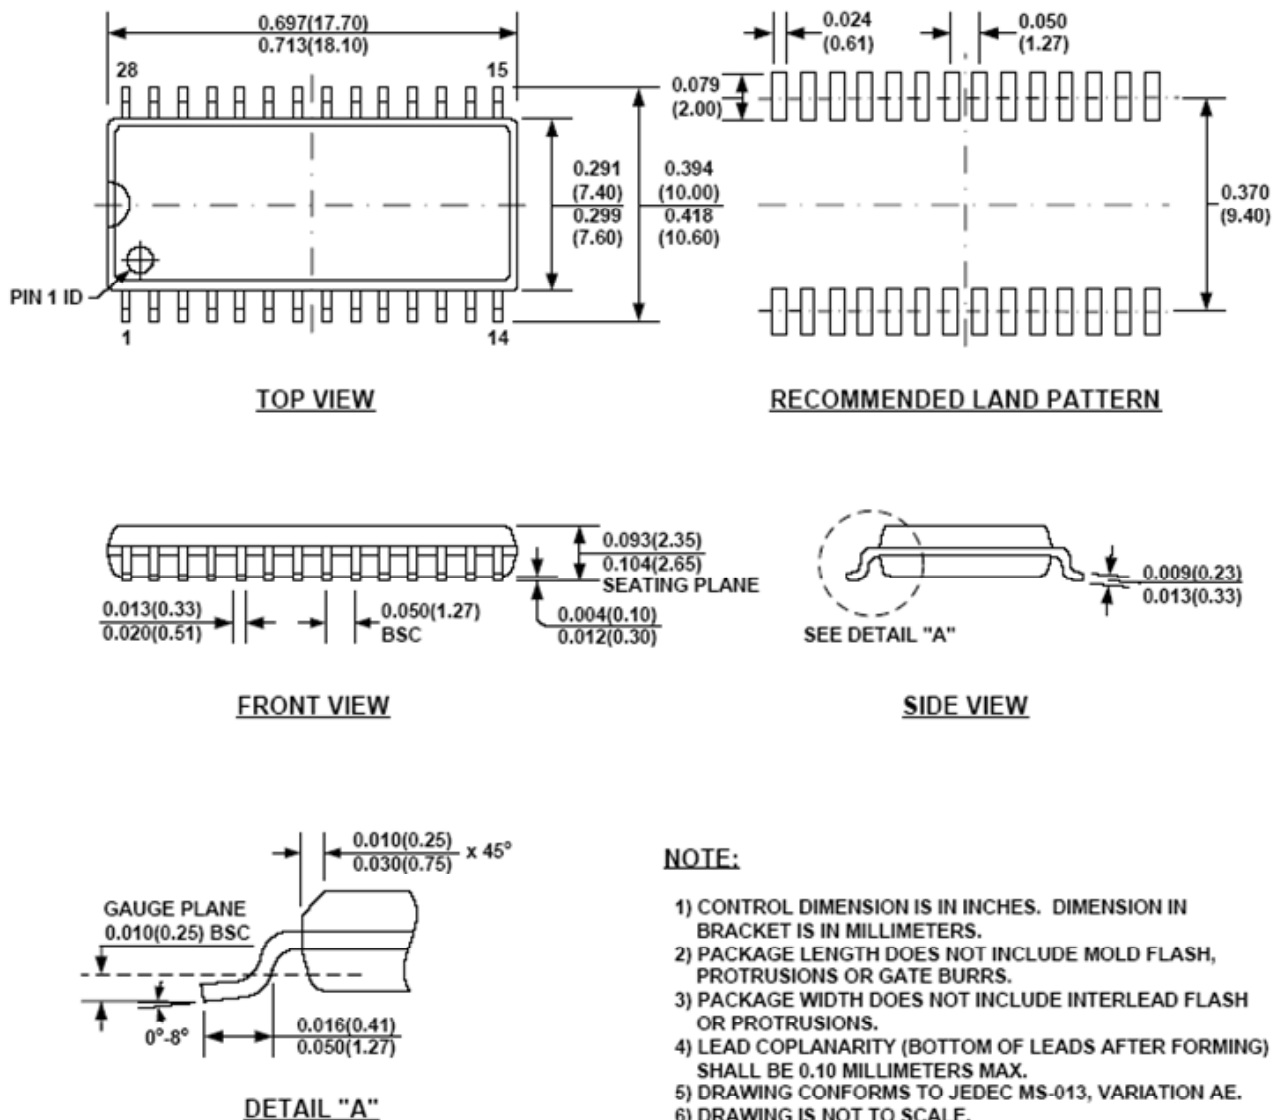 0.697(17.70)
0.713(18.10)
28
15
0.291
(7.40)
0.299
(7.60)
0.394
(10.00)
0.418
(10.60)
PIN 1 ID
1
14
TOP VIEW
0.024
(0.61)
0.050
(1.27)
0.079
(2.00)
0.370
(9.40)
RECOMMENDED LAND PATTERN
0.093(2.35)
0.104(2.65)
SEATING PLANE
0.013(0.33)
0.020(0.51)
0.050(1.27)
BSC
0.004(0.10)
0.012(0.30)
FRONT VIEW
0.009(0.23)
0.013(0.33)
SEE DETAIL "A"
SIDE VIEW
0.010(0.25)
0.030(0.75)
x 45°
GAUGE PLANE
0.010(0.25) BSC
0°-8°
0.016(0.41)
0.050(1.27)
DETAIL "A"
NOTE:
1) CONTROL DIMENSION IS IN INCHES. DIMENSION IN
BRACKET IS IN MILLIMETERS.
2) PACKAGE LENGTH DOES NOT INCLUDE MOLD FLASH,
PROTRUSIONS OR GATE BURRS.
3) PACKAGE WIDTH DOES NOT INCLUDE INTERLEAD FLASH
OR PROTRUSIONS.
4) LEAD COPLANARITY (BOTTOM OF LEADS AFTER FORMING)
SHALL BE 0.10 MILLIMETERS MAX.
5) DRAWING CONFORMS TO JEDEC MS-013, VARIATION AE.
6) DRAWING IS NOT TO SCALE.